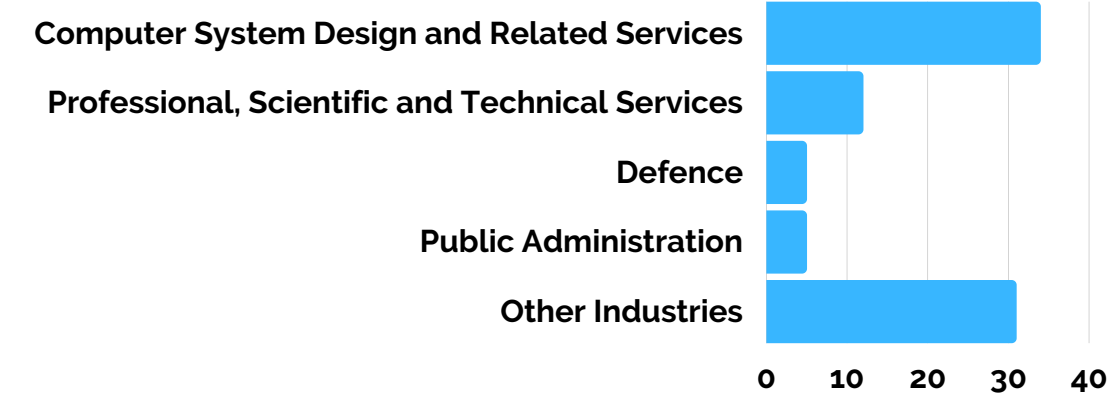 Computer System Design and Related Services
Professional, Scientific and Technical Services
Defence
Public Administration
Other Industries
0 10 20 30 40